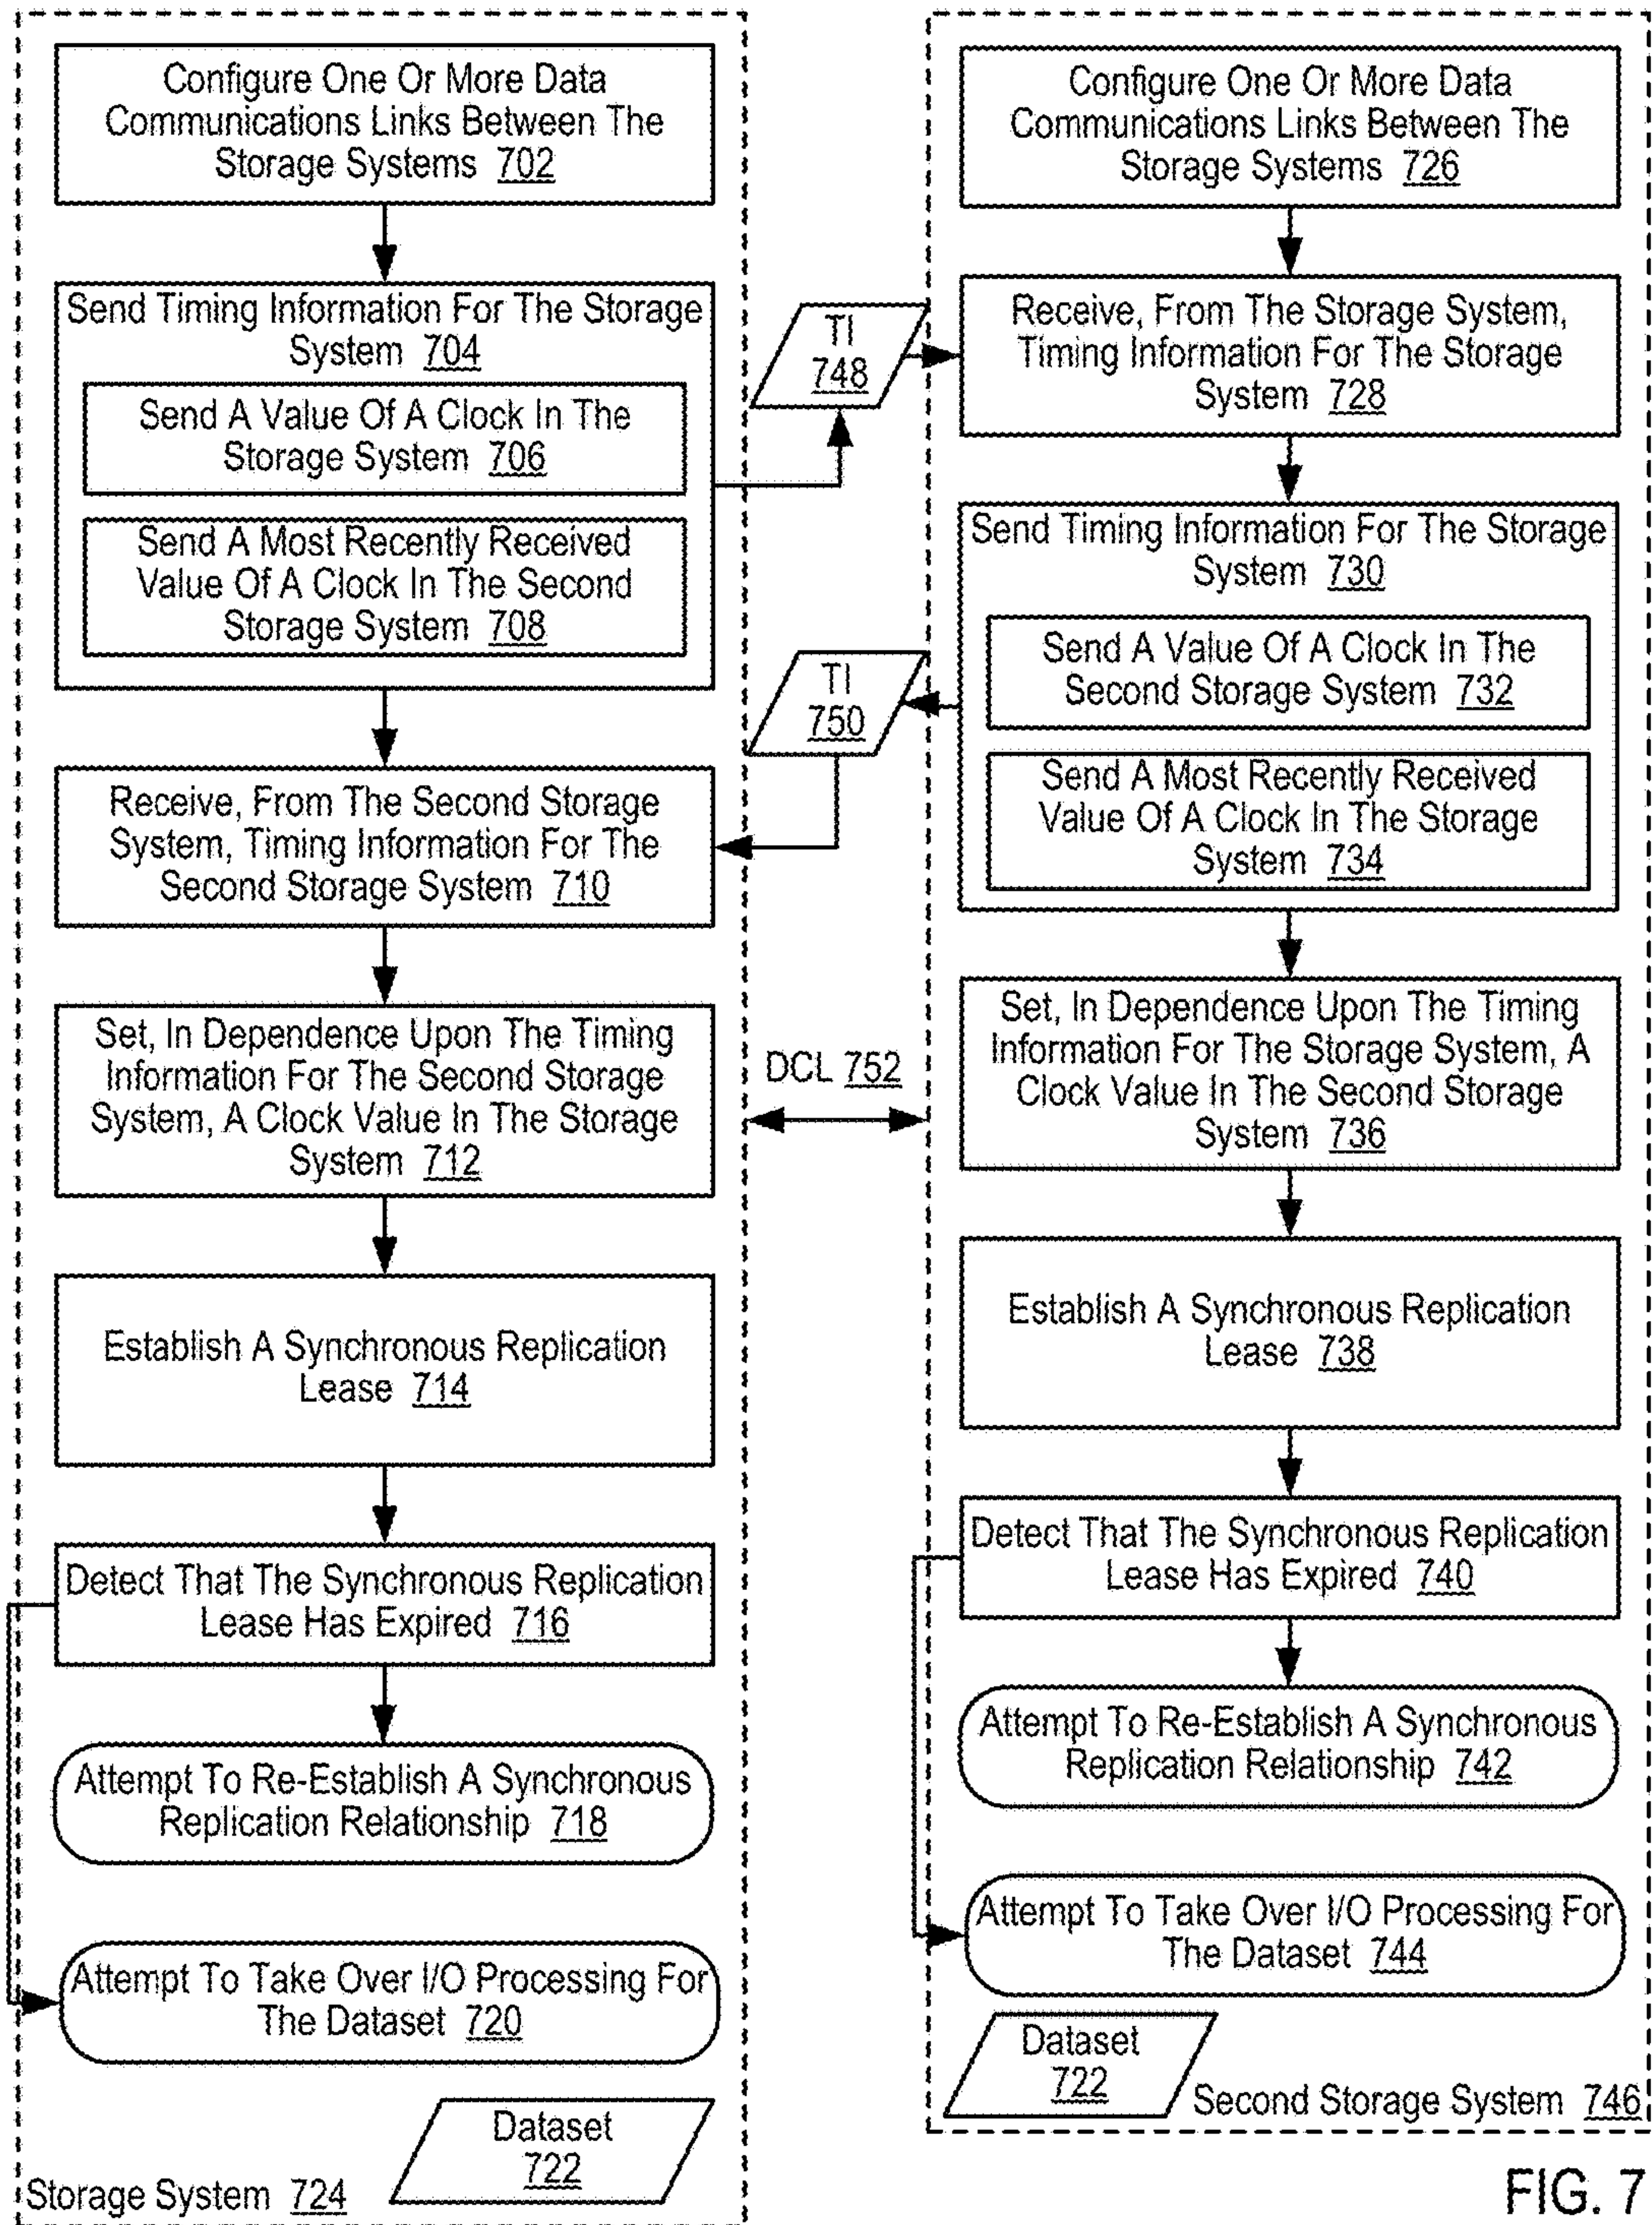 Configure One Or More Data
Communications Links Between The
Storage Systems 702
Send Timing Information For The Storage
System 704
Send A Value Of A Clock In The
Storage System 706
Send A Most Recently Received
Value Of A Clock In The Second
Storage System 708
Receive, From The Second Storage
System, Timing Information For The
Second Storage System 710
Set, In Dependence Upon The Timing
Information For The Second Storage
System, A Clock Value In The Storage
System 712
Establish A Synchronous Replication
Lease 714
Detect That The Synchronous Replication
Lease Has Expired 716
Attempt To Re-Establish A Synchronous
Replication Relationship 718
Attempt To Take Over I/O Processing For
The Dataset 720
Dataset
722
Storage System 724
TI
748
TI
750
DCL 752
Configure One Or More Data
Communications Links Between The
Storage Systems 726
Receive, From The Storage System,
Timing Information For The Storage
System 728
Send Timing Information For The Storage
System 730
Send A Value Of A Clock In The
Second Storage System 732
Send A Most Recently Received
Value Of A Clock In The Storage
System 734
Set, In Dependence Upon The Timing
Information For The Storage System, A
Clock Value In The Second Storage
System 736
Establish A Synchronous Replication
Lease 738
Detect That The Synchronous Replication
Lease Has Expired 740
Attempt To Re-Establish A Synchronous
Replication Relationship 742
Attempt To Take Over I/O Processing For
The Dataset 744
Dataset
722
Second Storage System 746
FIG. 7